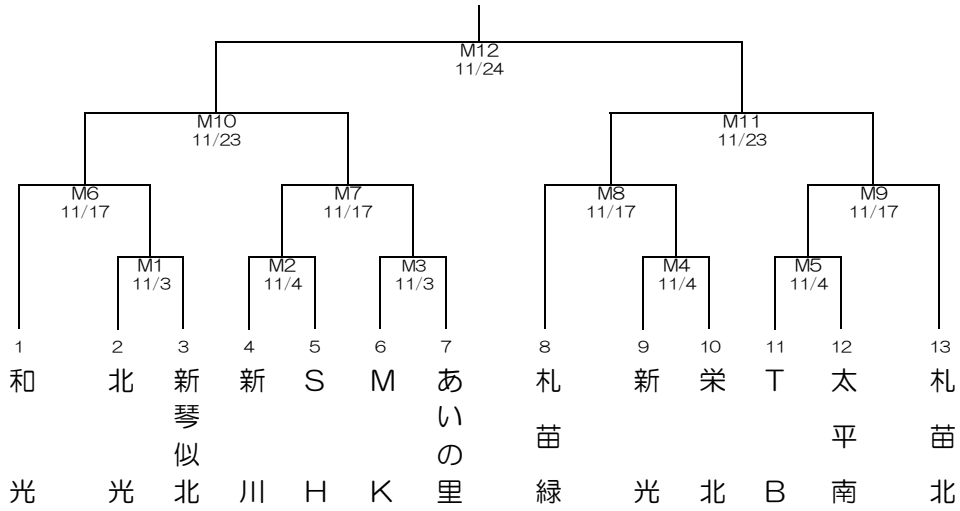 M12
11/24
M10
11/23
M11
11/23
M6
11/17
M7
11/17
M8
11/17
M9
11/17
M1
11/3
M2
11/4
M3
11/3
M4
11/4
M5
11/4
1 2 3 4 5 6 7 8 9 10 11 12 13
和光
北光
新琴似北
新川
SH
MK
あいの里
札苗緑
新光
栄北
TB
太平南
札苗北